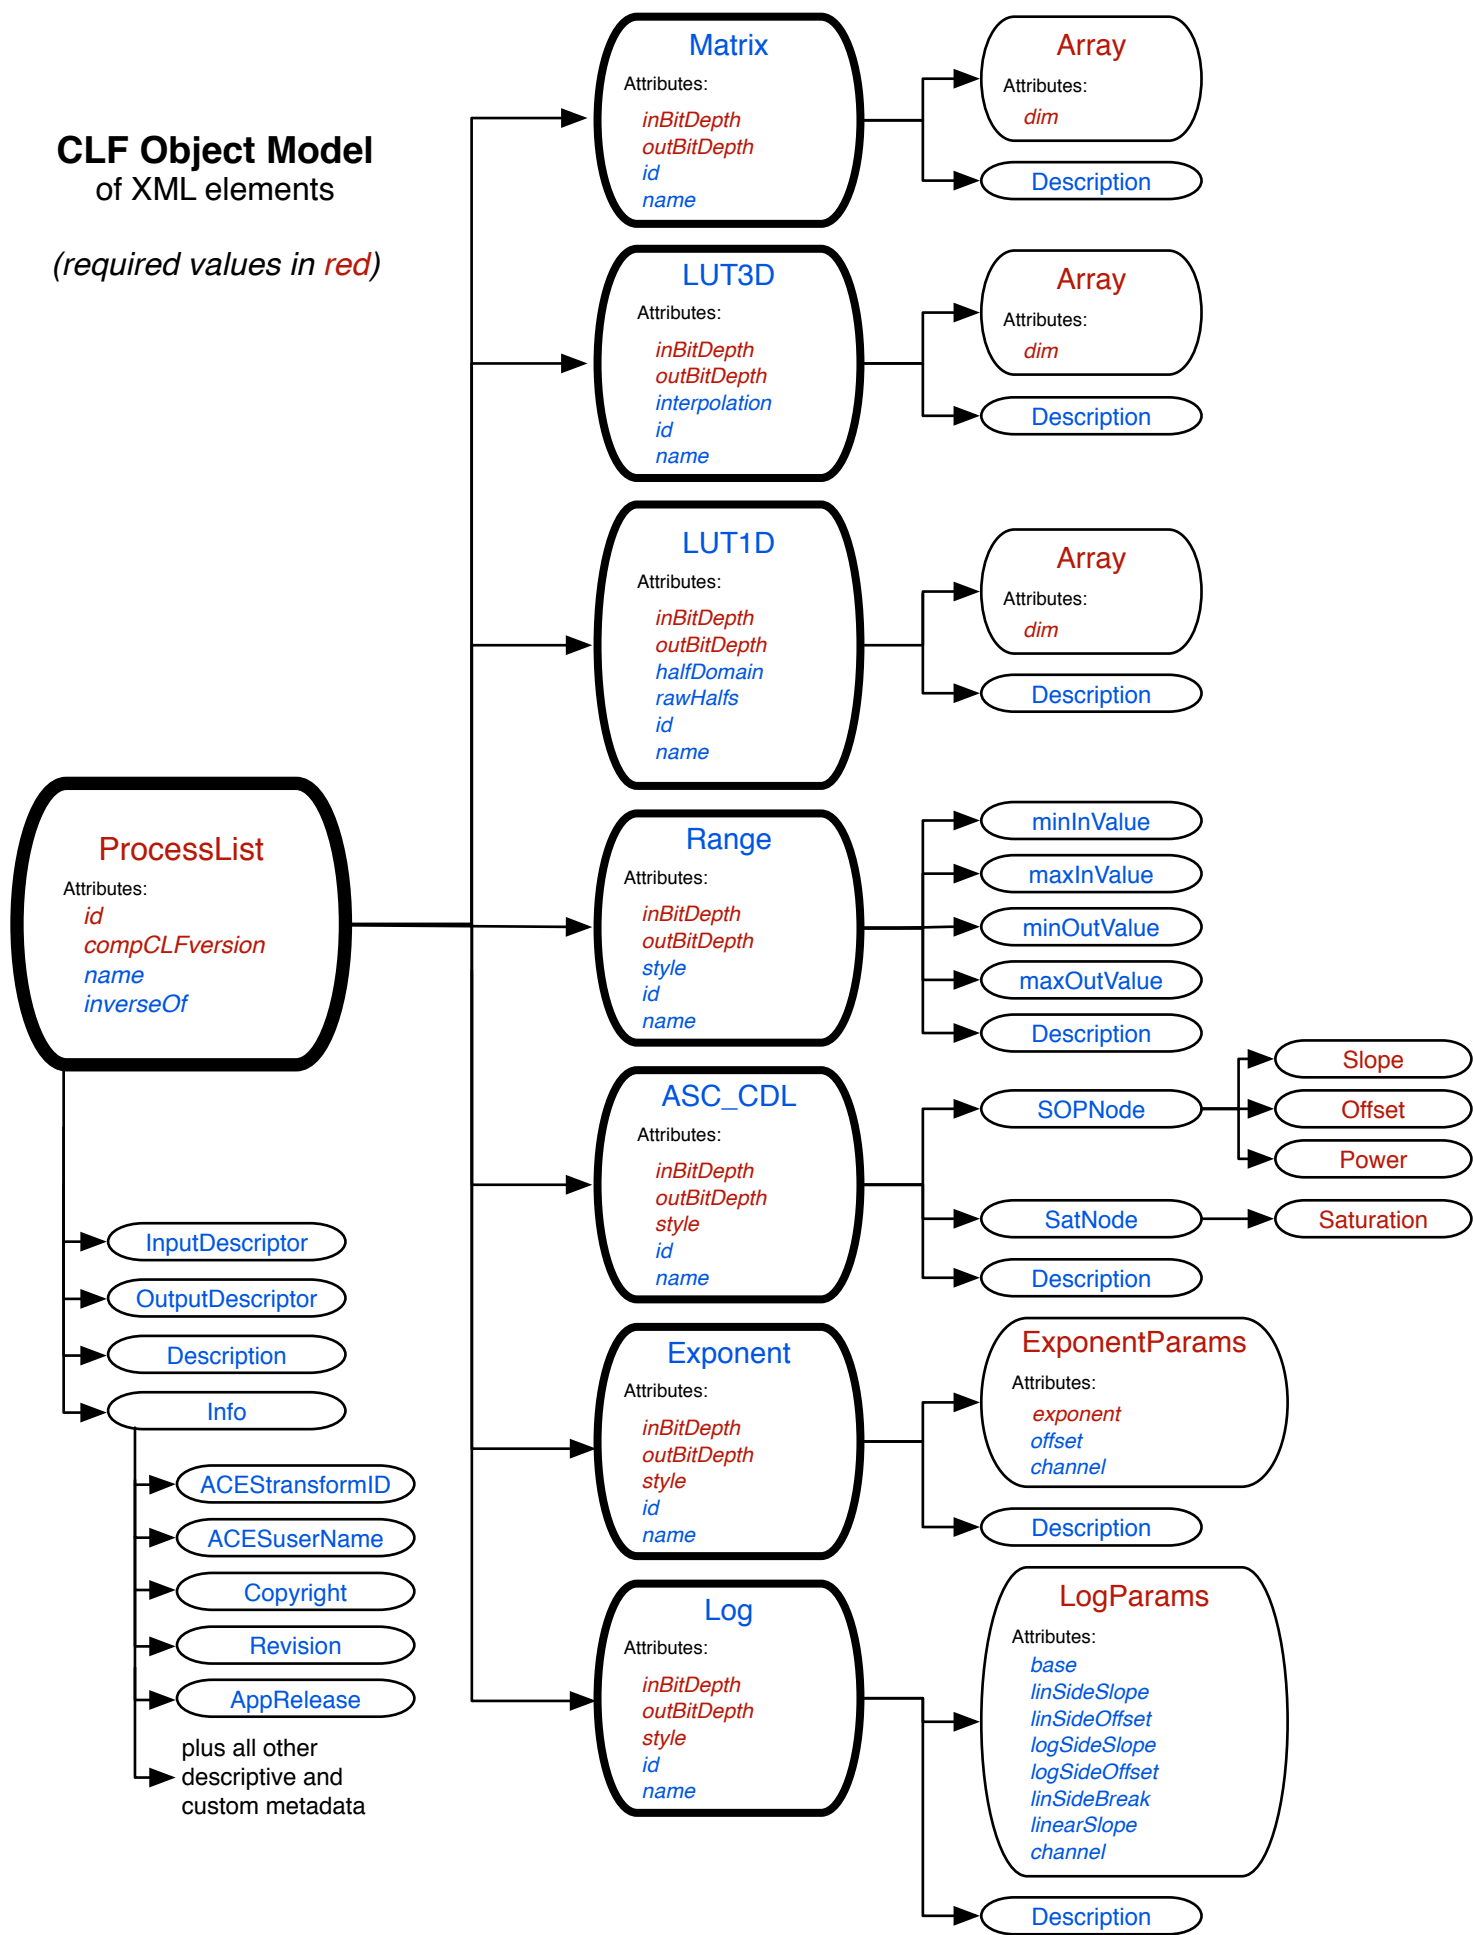 CLF Object Model
of XML elements
(required values in red)
ProcessList
Attributes:
id
compCLFversion
name
inverseOf
InputDescriptor
OutputDescriptor
Description
Info
ACEStransformID
ACESuserName
Copyright
Revision
AppRelease
plus all other
descriptive and
custom metadata
Matrix
Attributes:
inBitDepth
outBitDepth
id
name
Array
Attributes:
dim
Description
LUT3D
Attributes:
inBitDepth
outBitDepth
interpolation
id
name
Array
Attributes:
dim
Description
LUT1D
Attributes:
inBitDepth
outBitDepth
halfDomain
rawHalfs
id
name
Array
Attributes:
dim
Description
Range
Attributes:
inBitDepth
outBitDepth
style
id
name
minInValue
maxInValue
minOutValue
maxOutValue
Description
ASC_CDL
Attributes:
inBitDepth
outBitDepth
style
id
name
SOPNode
Slope
Offset
Power
SatNode
Saturation
Description
Exponent
Attributes:
inBitDepth
outBitDepth
style
id
name
ExponentParams
Attributes:
exponent
offset
channel
Description
Log
Attributes:
inBitDepth
outBitDepth
style
id
name
LogParams
Attributes:
base
linSideSlope
linSideOffset
logSideSlope
logSideOffset
linSideBreak
linearSlope
channel
Description